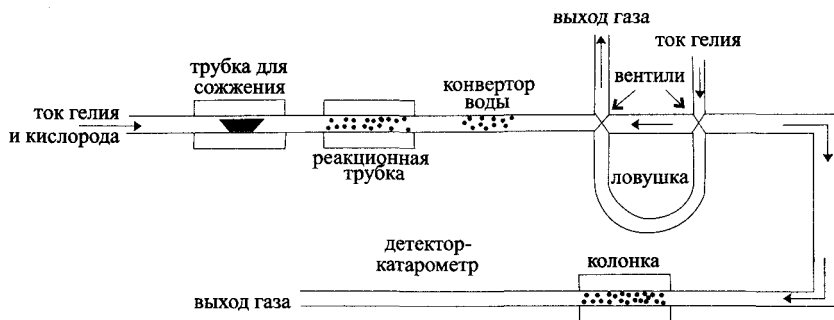 выход газа
ток гелия
трубка для
сожжения
конвертор
воды
вентили
ток гелия
и кислорода
реакционная
трубка
ловушка
детектор-
катарометр
колонка
выход газа